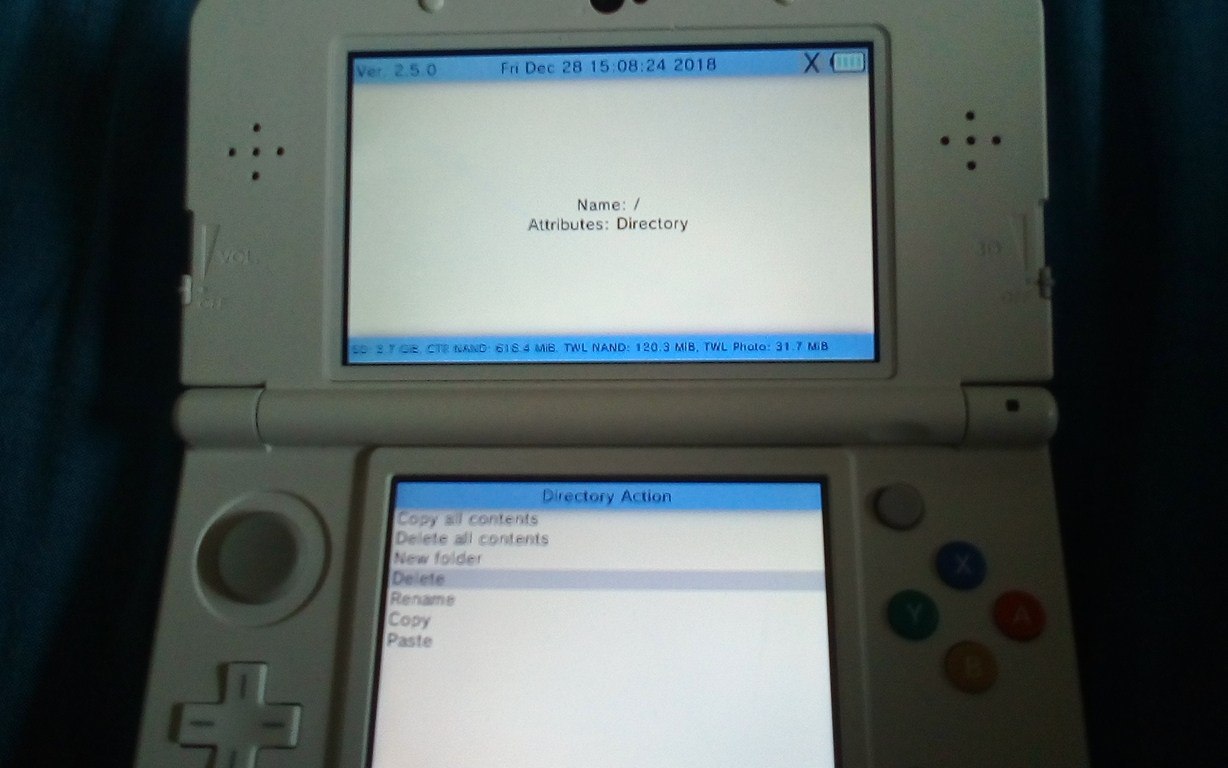 Ver. 2.5.0
Fri Dec 28 15:08:24 2018
X
Name: /
Attributes: Directory
SD: 3.7 GiB, CTR NAND: 618.4 MiB, TWL NAND: 120.3 MiB, TWL Photo: 31.7 MiB
VOL
3D
Directory Action
Copy all contents
Delete all contents
New folder
Delete
Rename
Copy
Paste
X
Y
A
B